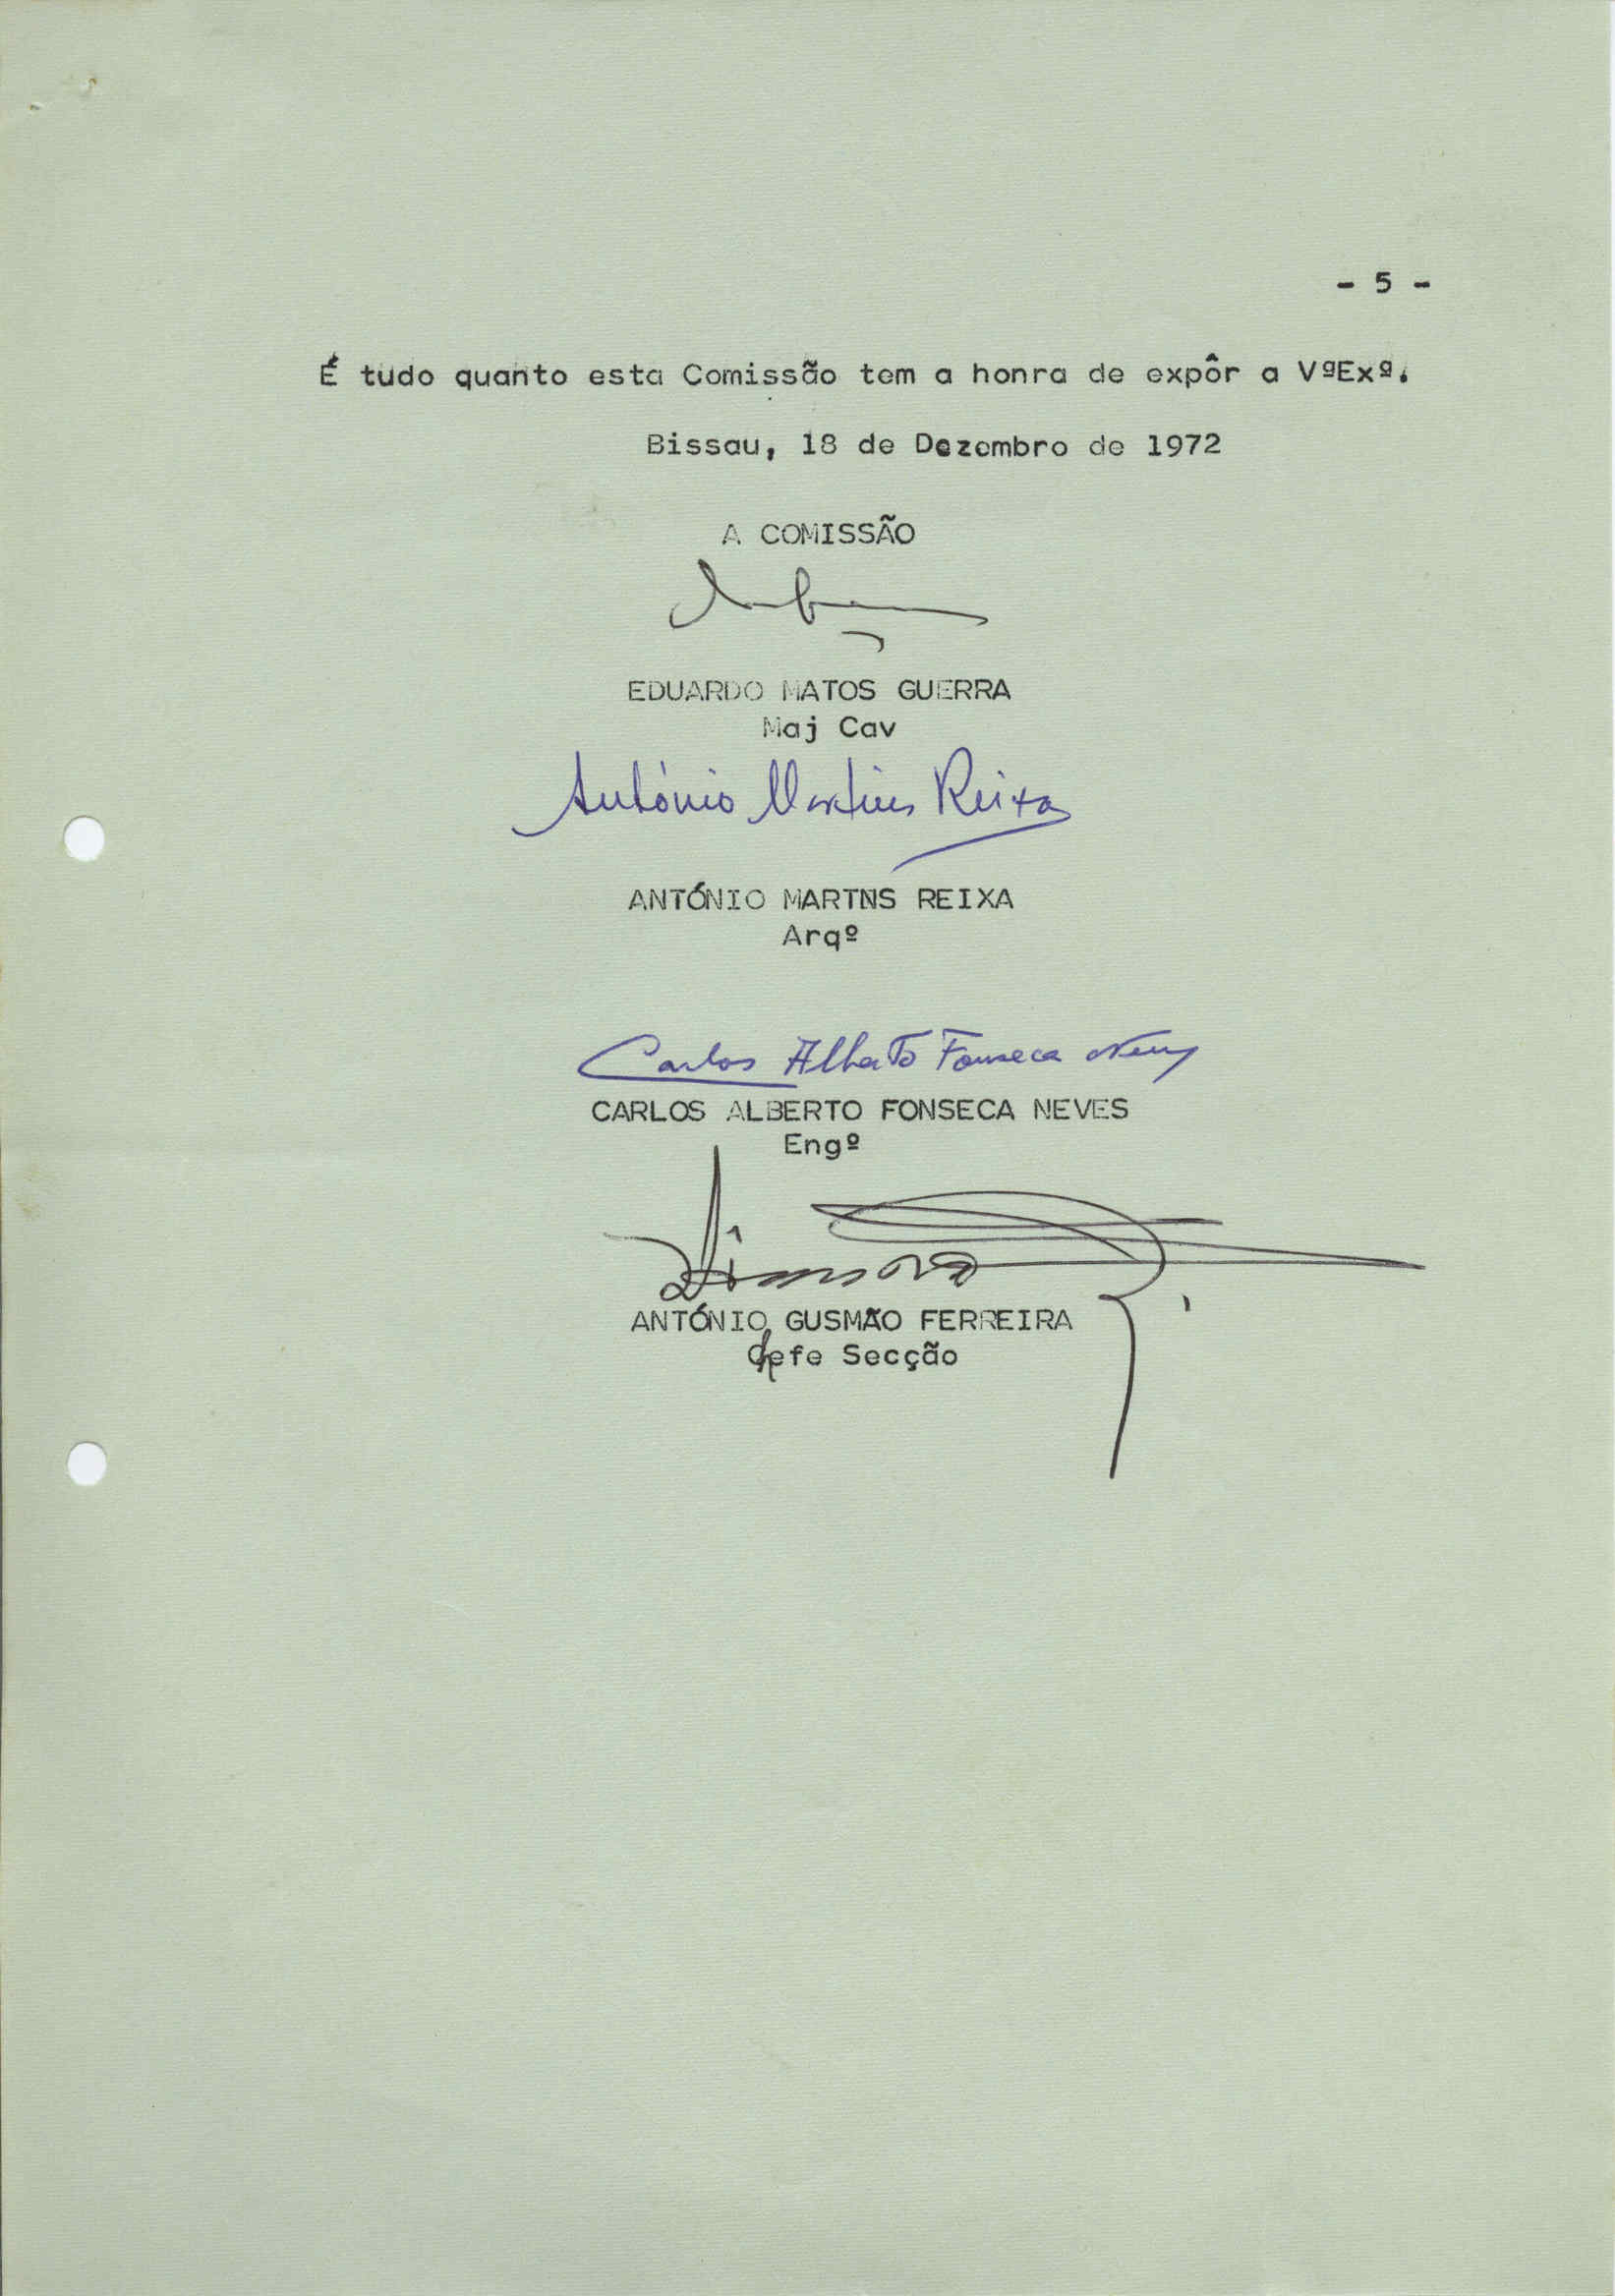 - 5 -
É tudo quanto esta Comissão tem a honra de expôr a VªExª.
Bissau, 18 de Dezembro de 1972
A COMISSÃO
EDUARDO MATOS GUERRA
Maj Cav
António Martins Reixa
ANTÓNIO MARTNS REIXA
Arqº
Carlos Alberto Fonseca Neves
CARLOS ALBERTO FONSECA NEVES
Engº
ANTÓNIO GUSMÃO FERREIRA
Chefe Secção